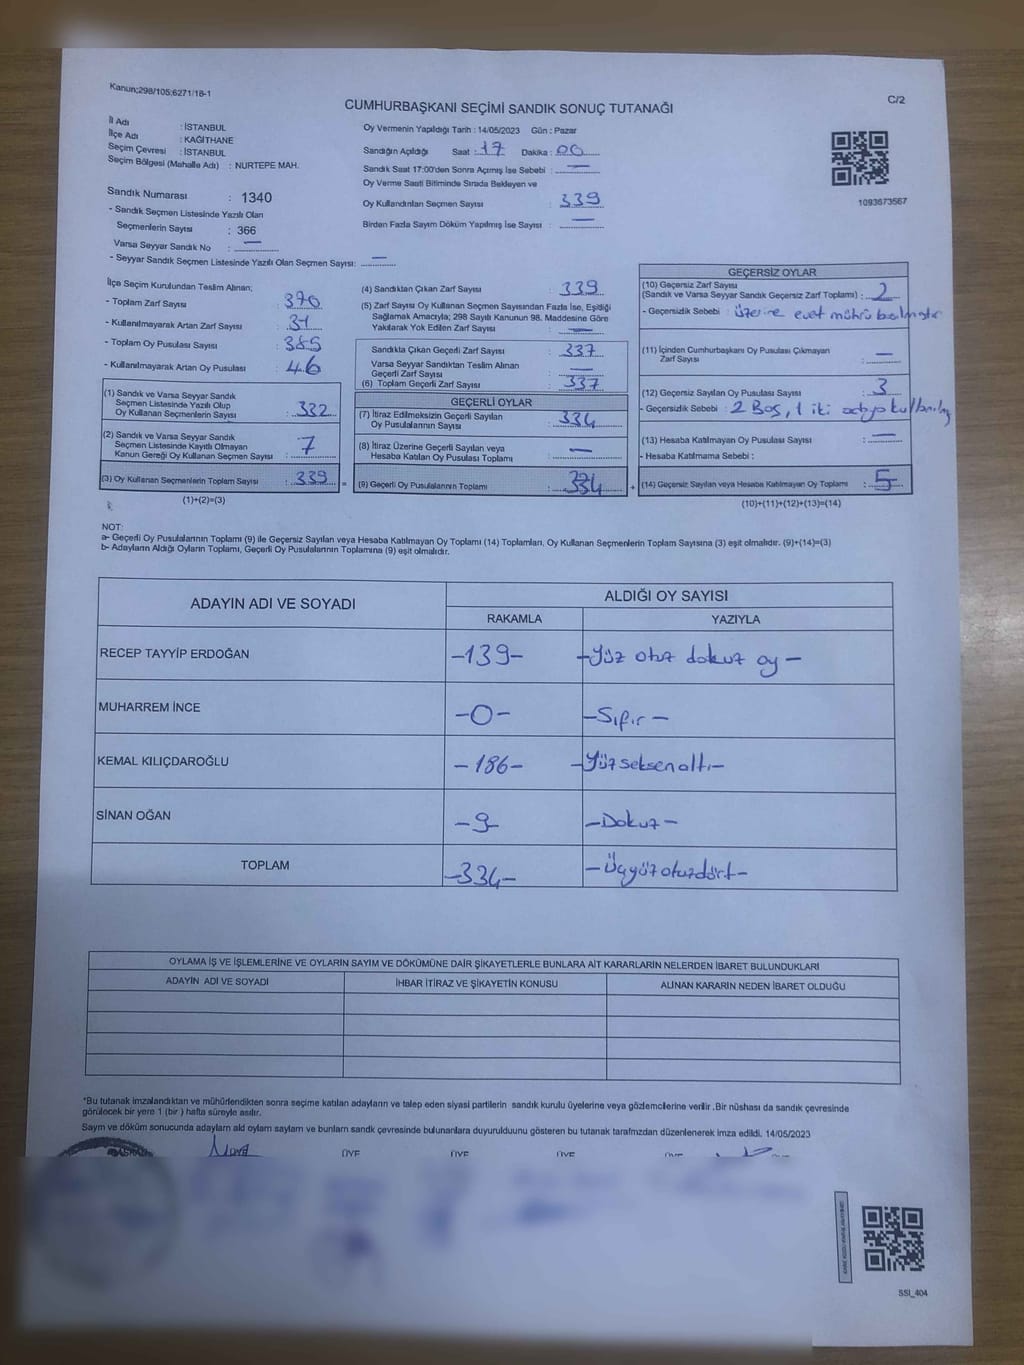 Kanun:298/105:6271/18-1
C/2
CUMHURBAŞKANI SEÇİMİ SANDIK SONUÇ TUTANAĞI
İl Adı : İSTANBUL
İlçe Adı : KAĞITHANE
Seçim Çevresi : İSTANBUL
Seçim Bölgesi (Mahalle Adı) : NURTEPE MAH.
Sandık Numarası : 1340
- Sandık Seçmen Listesinde Yazılı Olan
Seçmenlerin Sayısı : 366
Varsa Seyyar Sandık No : —
- Seyyar Sandık Seçmen Listesinde Yazılı Olan Seçmen Sayısı: —
Oy Vermenin Yapıldığı Tarih : 14/05/2023 Gün : Pazar
Sandığın Açıldığı Saat : 17 Dakika : 00
Sandık Saat 17:00'den Sonra Açımış İse Sebebi : —
Oy Verme Saati Bitiminde Sırada Bekleyen ve
Oy Kullandırılan Seçmen Sayısı : 339
Birden Fazla Sayım Döküm Yapılmış İse Sayısı : —
1093673567
İlçe Seçim Kurulundan Teslim Alınan;
- Toplam Zarf Sayısı : 370
- Kullanılmayarak Artan Zarf Sayısı : 31
- Toplam Oy Pusulası Sayısı : 385
- Kullanılmayarak Artan Oy Pusulası : 46
(1) Sandık ve Varsa Seyyar Sandık
Seçmen Listesinde Yazılı Olup
Oy Kullanan Seçmenlerin Sayısı : 332
(2) Sandık ve Varsa Seyyar Sandık
Seçmen Listesinde Kayıtlı Olmayan
Kanun Gereği Oy Kullanan Seçmen Sayısı : 7
(3) Oy Kullanan Seçmenlerin Toplam Sayısı : 339 =
(1)+(2)=(3)
(4) Sandıktan Çıkan Zarf Sayısı : 339
(5) Zarf Sayısı Oy Kullanan Seçmen Sayısından Fazla İse, Eşidiği
Sağlamak Amacıyla; 298 Sayılı Kanunun 98. Maddesine Göre
Yakılarak Yok Edilen Zarf Sayısı : —
Sandıkta Çıkan Geçerli Zarf Sayısı : 337
Varsa Seyyar Sandıktan Teslim Alınan
Geçerli Zarf Sayısı : —
(6) Toplam Geçerli Zarf Sayısı : 337
GEÇERLİ OYLAR
(7) İtiraz Edilmeksizin Geçerli Sayılan
Oy Pusulalarının Sayısı : 334
(8) İtiraz Üzerine Geçerli Sayılan veya
Hesaba Katılan Oy Pusulası Toplamı : —
(9) Geçerli Oy Pusulalarının Toplamı : 334 +
GEÇERSİZ OYLAR
(10) Geçersiz Zarf Sayısı
(Sandık ve Varsa Seyyar Sandık Geçersiz Zarf Toplamı) : 2
- Geçersizlik Sebebi : Üzerine evet mührü basılmıştır
(11) İçinden Cumhurbaşkanı Oy Pusulası Çıkmayan
Zarf Sayısı : —
(12) Geçersiz Sayılan Oy Pusulası Sayısı : 3
- Geçersizlik Sebebi : 2 Boş, 1 iki
(13) Hesaba Katılmayan Oy Pusulası Sayısı : —
- Hesaba Katılmama Sebebi :
(14) Geçersiz Sayılan veya Hesaba Katılmayan Oy Toplamı : 5
(10)+(11)+(12)+(13)=(14)
NOT:
a- Geçerli Oy Pusulalarının Toplamı (9) ile Geçersiz Sayılan veya Hesaba Katılmayan Oy Toplamı (14) Toplamları, Oy Kullanan Seçmenlerin Toplam Sayısına (3) eşit olmalıdır. (9)+(14)=(3)
b- Adayların Aldığı Oyların Toplamı, Geçerli Oy Pusulalarının Toplamına (9) eşit olmalıdır.
ADAYIN ADI VE SOYADI ALDIĞI OY SAYISI
RAKAMLA YAZIYLA
RECEP TAYYİP ERDOĞAN -139- -Yüz otuz dokuz oy-
MUHARREM İNCE -0- -Sıfır-
KEMAL KILIÇDAROĞLU -186- -Yüz seksen altı-
SİNAN OĞAN -9- -Dokuz-
TOPLAM -334- -Üçyüz otuzdört-
OYLAMA İŞ VE İŞLEMLERİNE VE OYLARIN SAYIM VE DÖKÜMÜNE DAİR ŞİKAYETLERLE BUNLARA AİT KARARLARIN NELERDEN İBARET BULUNDUKLARI
ADAYIN ADI VE SOYADI İHBAR İTİRAZ VE ŞİKAYETİN KONUSU ALINAN KARARIN NEDEN İBARET OLDUĞU
*Bu tutanak imzalandıktan ve mühürlendikten sonra seçime katılan adayların ve talep eden siyasi partilerin sandık kurulu üyelerine veya gözlemcilerine verilir .Bir nüshası da sandık çevresinde
görülecek bir yere 1 (bir ) hafta süreyle asılır.
Sayım ve döküm sonucunda adayların aldı oyların sayıları ve bunların sandk çevresinde bulunanlara duyurulduunu gösteren bu tutanak tarafımzdan düzenlenerek imza edildi. 14/05/2023
ÜYE ÜYE ÜYE ÜYE
SSI_404